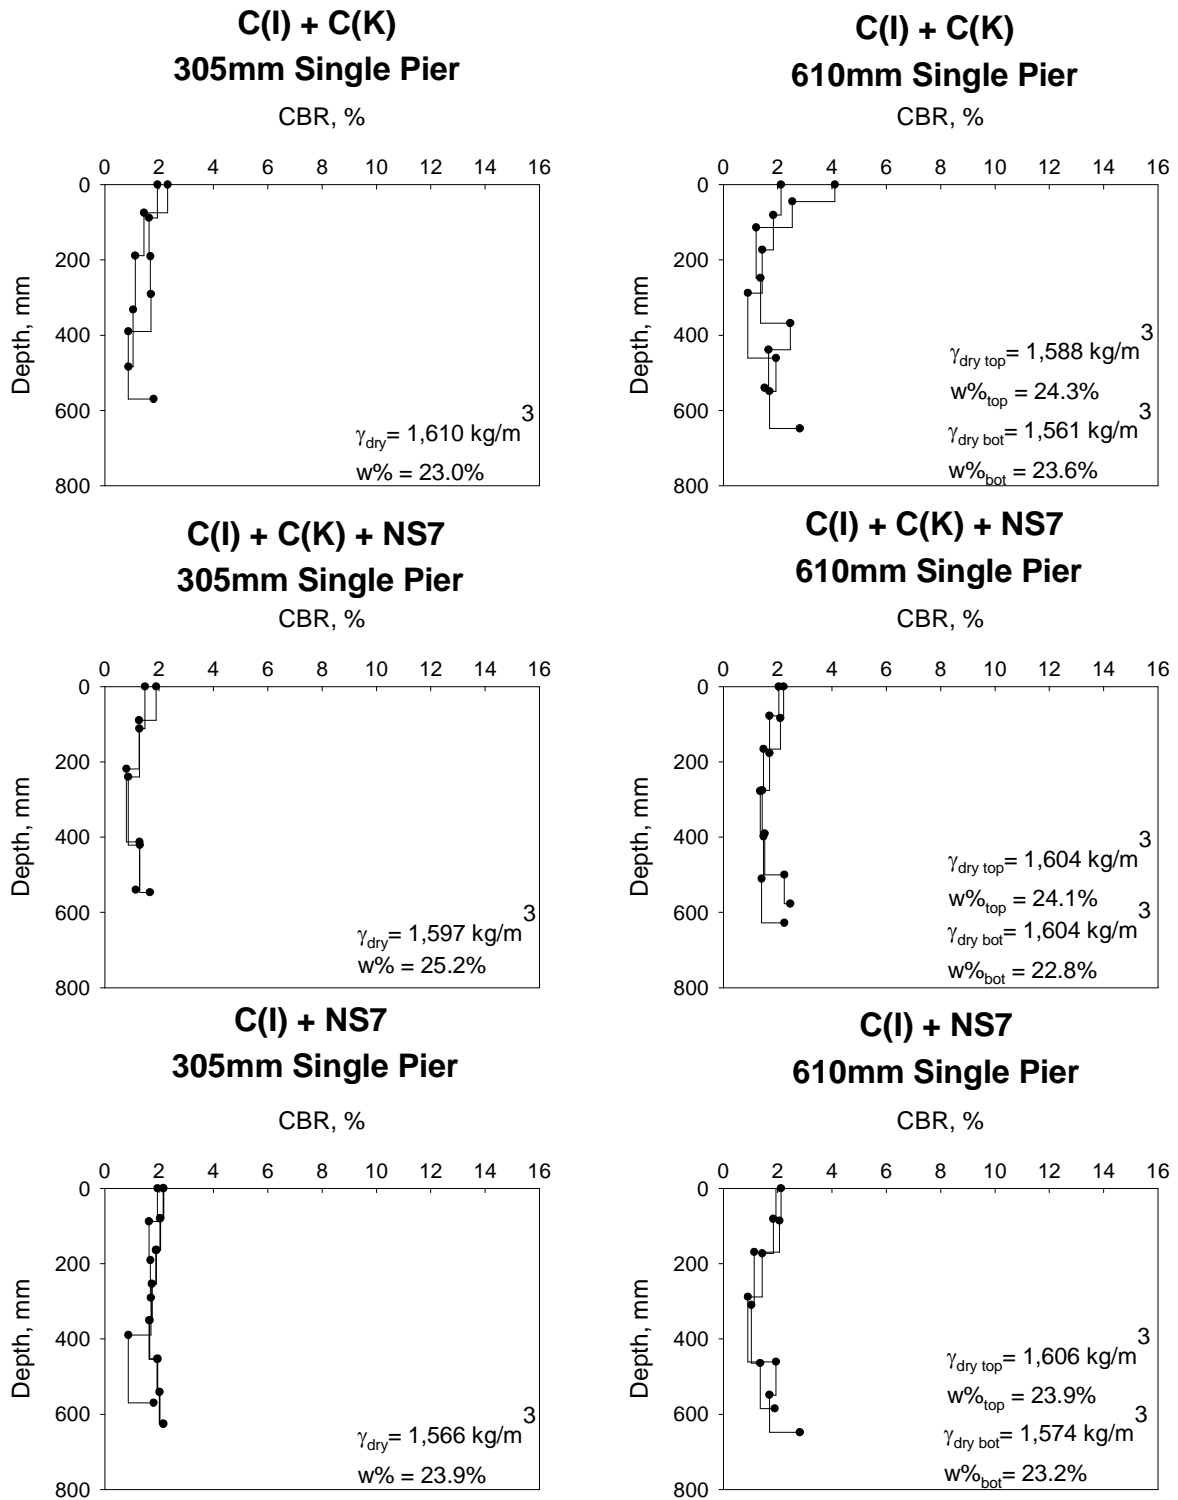 C(I) + C(K)
305mm Single Pier
CBR, %
0 2 4 6 8 10 12 14 16
0
200
400
600
800
Depth, mm
γdry= 1,610 kg/m3
w% = 23.0%
C(I) + C(K)
610mm Single Pier
CBR, %
0 2 4 6 8 10 12 14 16
0
200
400
600
800
Depth, mm
γdry top= 1,588 kg/m3
w%top = 24.3%
γdry bot= 1,561 kg/m3
w%bot = 23.6%
C(I) + C(K) + NS7
305mm Single Pier
CBR, %
0 2 4 6 8 10 12 14 16
0
200
400
600
800
Depth, mm
γdry= 1,597 kg/m3
w% = 25.2%
C(I) + C(K) + NS7
610mm Single Pier
CBR, %
0 2 4 6 8 10 12 14 16
0
200
400
600
800
Depth, mm
γdry top= 1,604 kg/m3
w%top = 24.1%
γdry bot= 1,604 kg/m3
w%bot = 22.8%
C(I) + NS7
305mm Single Pier
CBR, %
0 2 4 6 8 10 12 14 16
0
200
400
600
800
Depth, mm
γdry= 1,566 kg/m3
w% = 23.9%
C(I) + NS7
610mm Single Pier
CBR, %
0 2 4 6 8 10 12 14 16
0
200
400
600
800
Depth, mm
γdry top= 1,606 kg/m3
w%top = 23.9%
γdry bot= 1,574 kg/m3
w%bot = 23.2%